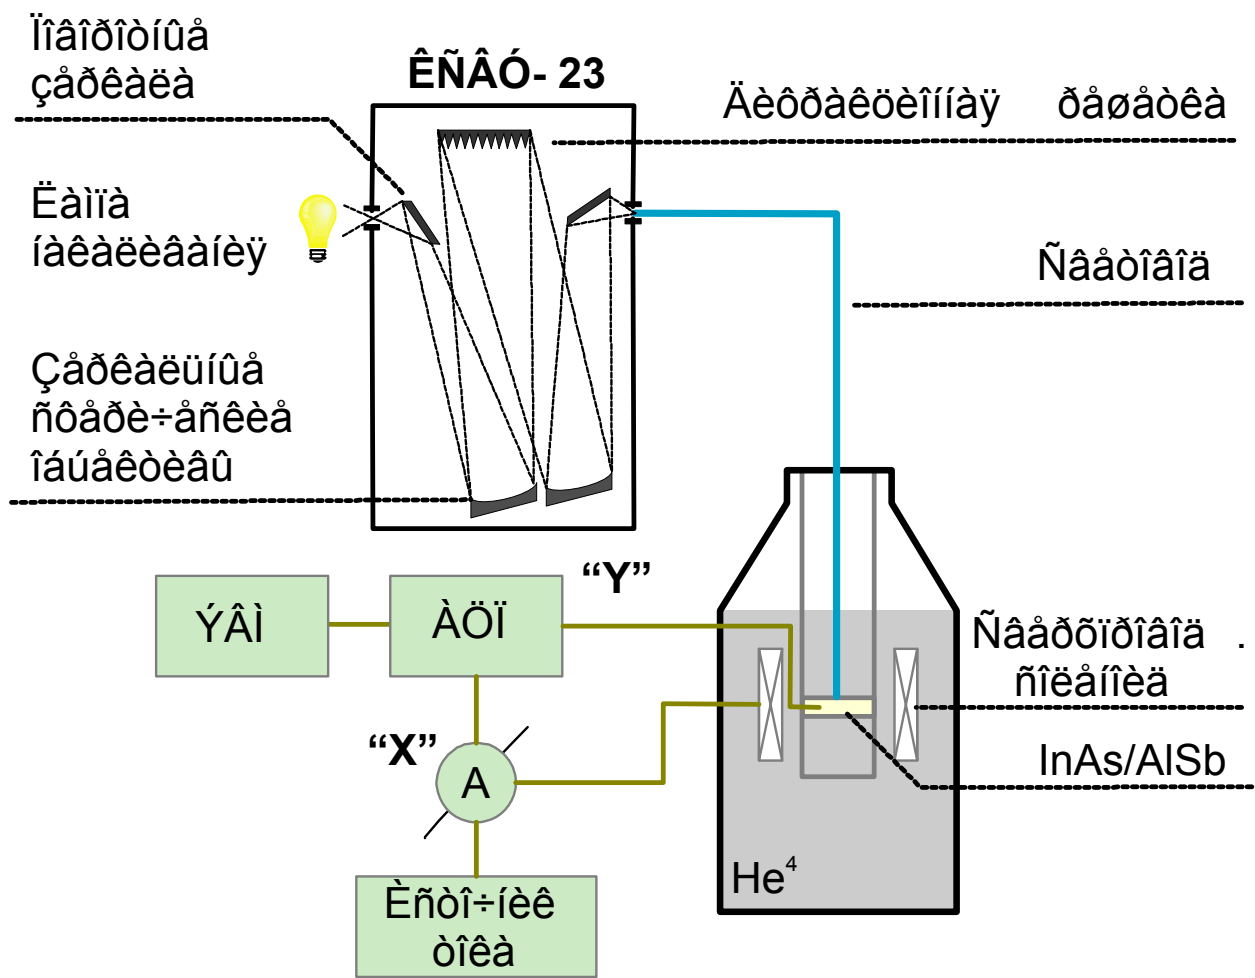 Ïîâîðîòíûå
çåðêàëà
ÊÑÂÓ- 23
Äèôðàêöèîííàÿ ðåøåòêà
Ëàìïà
íàêàëèâàíèÿ
Ñâåòîâîä
Çåðêàëüíûå
ñôåðè÷åñêèå
îáúåêòèâû
“Y”
ÝÂÌ
ÀÖÏ
Ñâåðõïðîâîä .
ñîëåíîèä
“X”
A
InAs/AlSb
He⁴
Èñòî÷íèê
òîêà